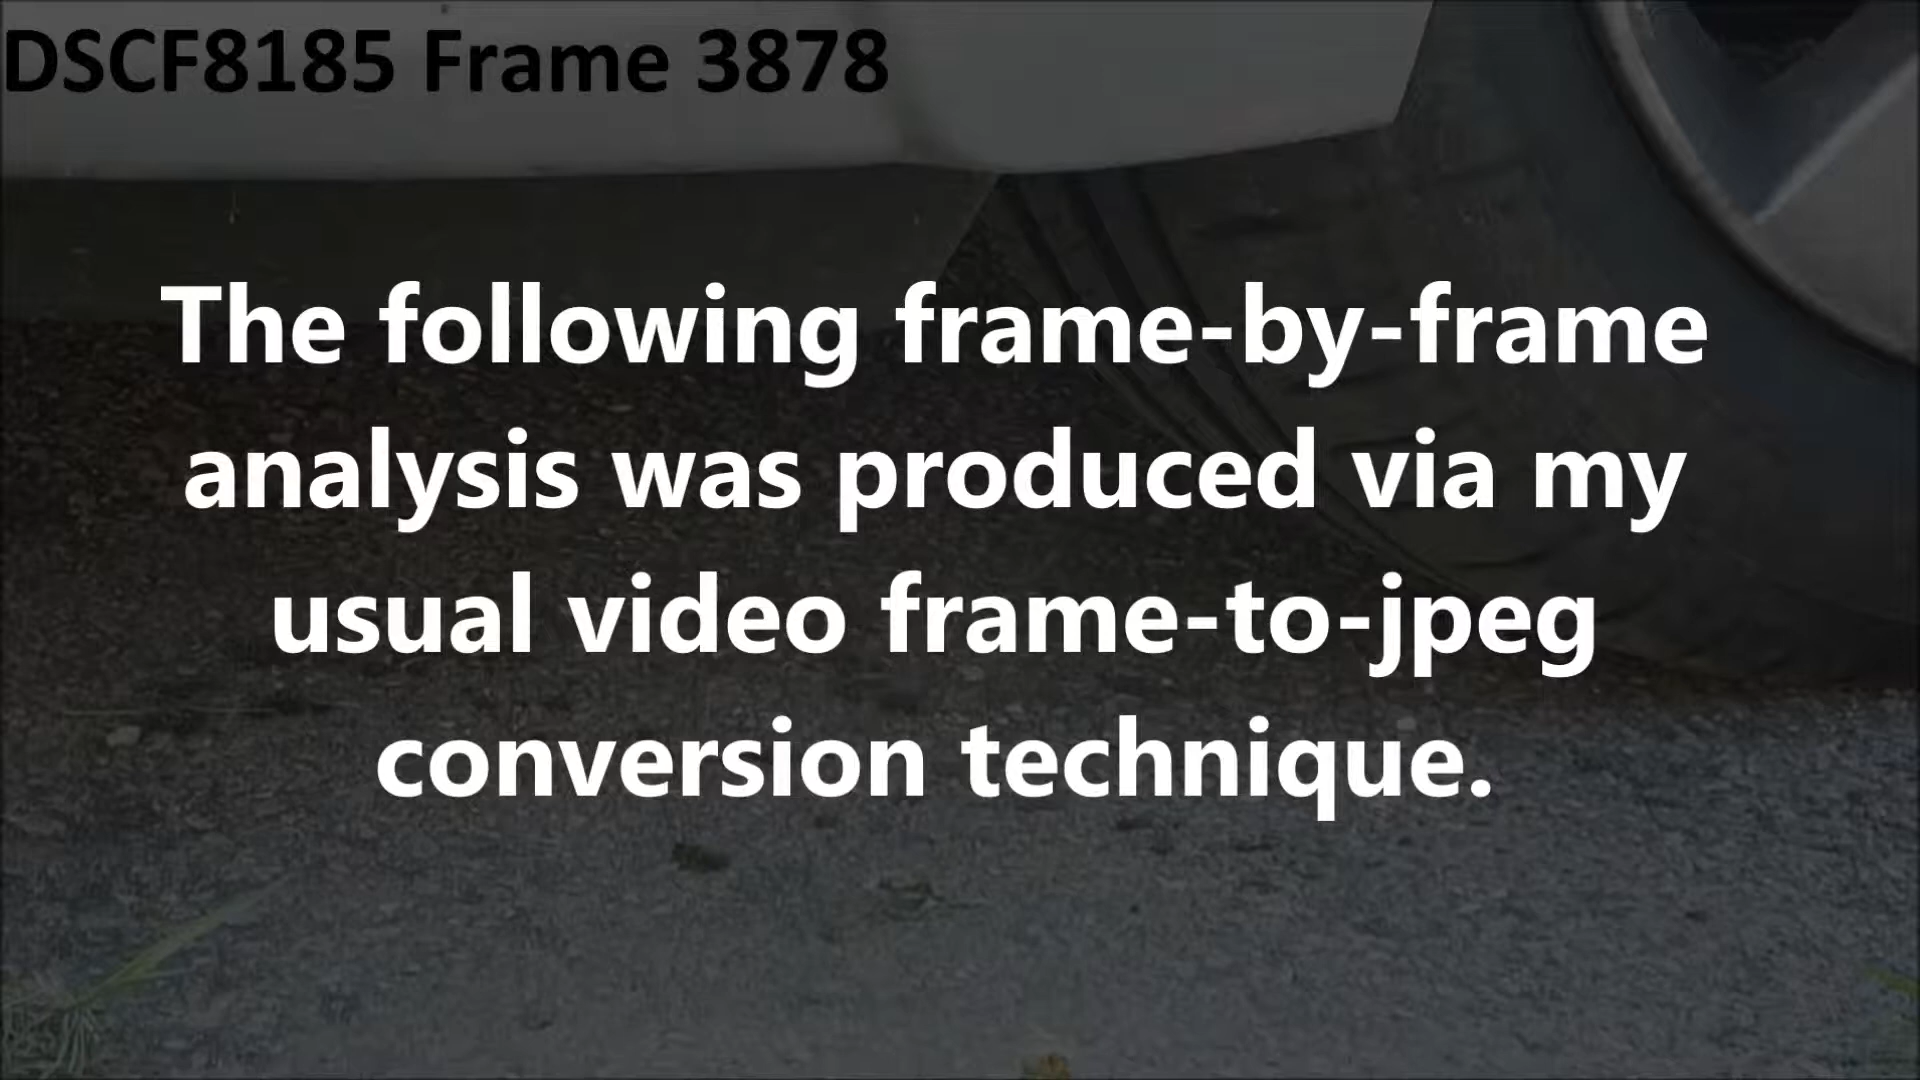 DSCF8185 Frame 3878
The following frame-by-frame
analysis was produced via my
usual video frame-to-jpeg
conversion technique.